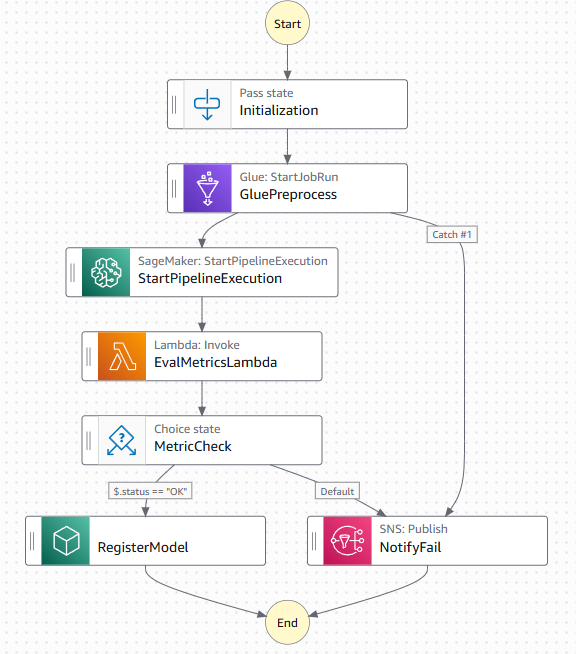 Start
Pass state
Initialization
Glue: StartJobRun
GluePreprocess
Catch #1
SageMaker: StartPipelineExecution
StartPipelineExecution
Lambda: Invoke
EvalMetricsLambda
Choice state
MetricCheck
$.status == "OK"
Default
RegisterModel
SNS: Publish
NotifyFail
End